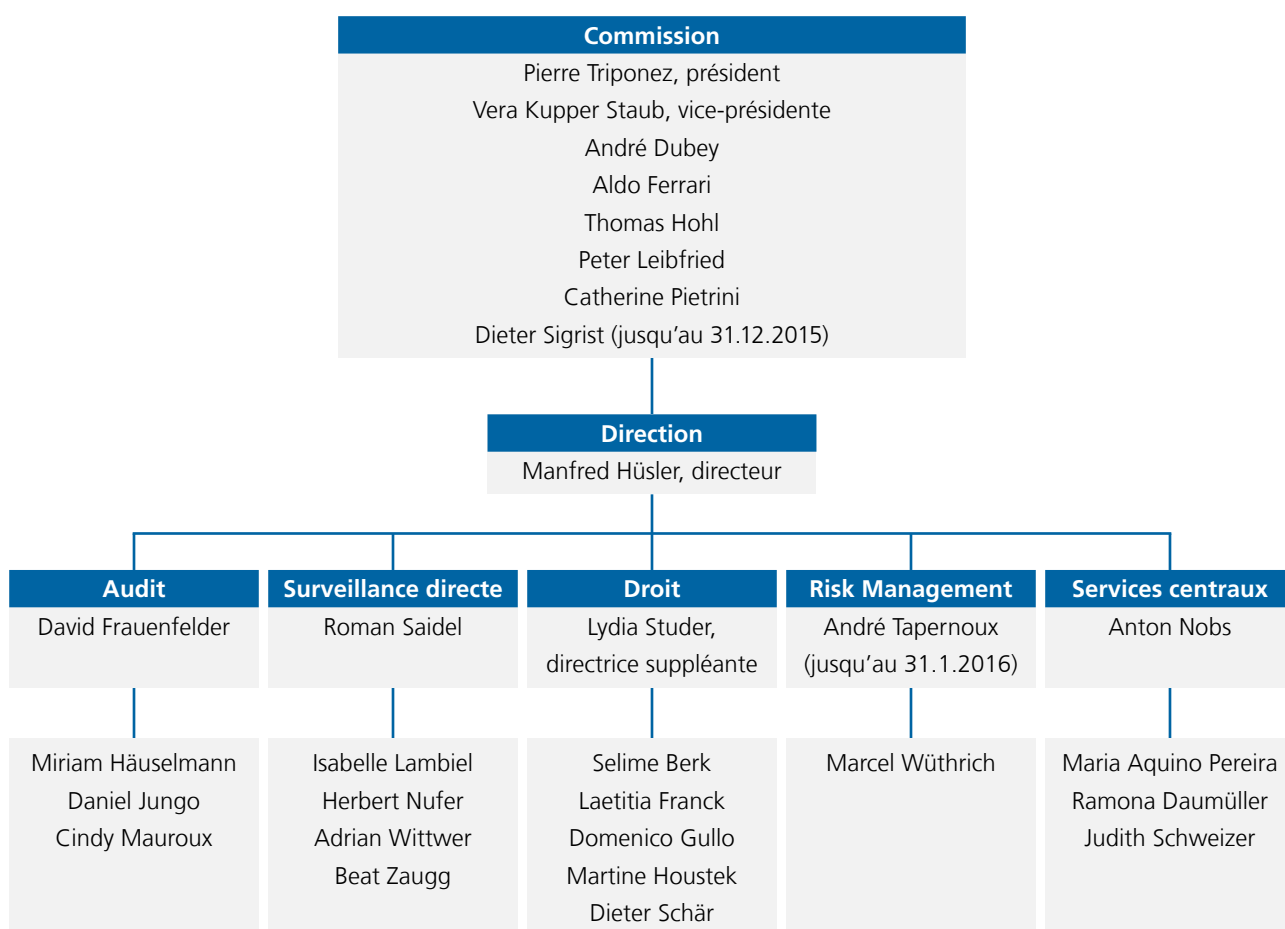 Commission
Pierre Triponez, président
Vera Kupper Staub, vice-présidente
André Dubey
Aldo Ferrari
Thomas Hohl
Peter Leibfried
Catherine Pietrini
Dieter Sigrist (jusqu’au 31.12.2015)
Direction
Manfred Hüsler, directeur
Audit
David Frauenfelder
Miriam Häuselmann
Daniel Jungo
Cindy Mauroux
Surveillance directe
Roman Saidel
Isabelle Lambiel
Herbert Nufer
Adrian Wittwer
Beat Zaugg
Droit
Lydia Studer,
directrice suppléante
Selime Berk
Laetitia Franck
Domenico Gullo
Martine Houstek
Dieter Schär
Risk Management
André Tapernoux
(jusqu’au 31.1.2016)
Marcel Wüthrich
Services centraux
Anton Nobs
Maria Aquino Pereira
Ramona Daumüller
Judith Schweizer